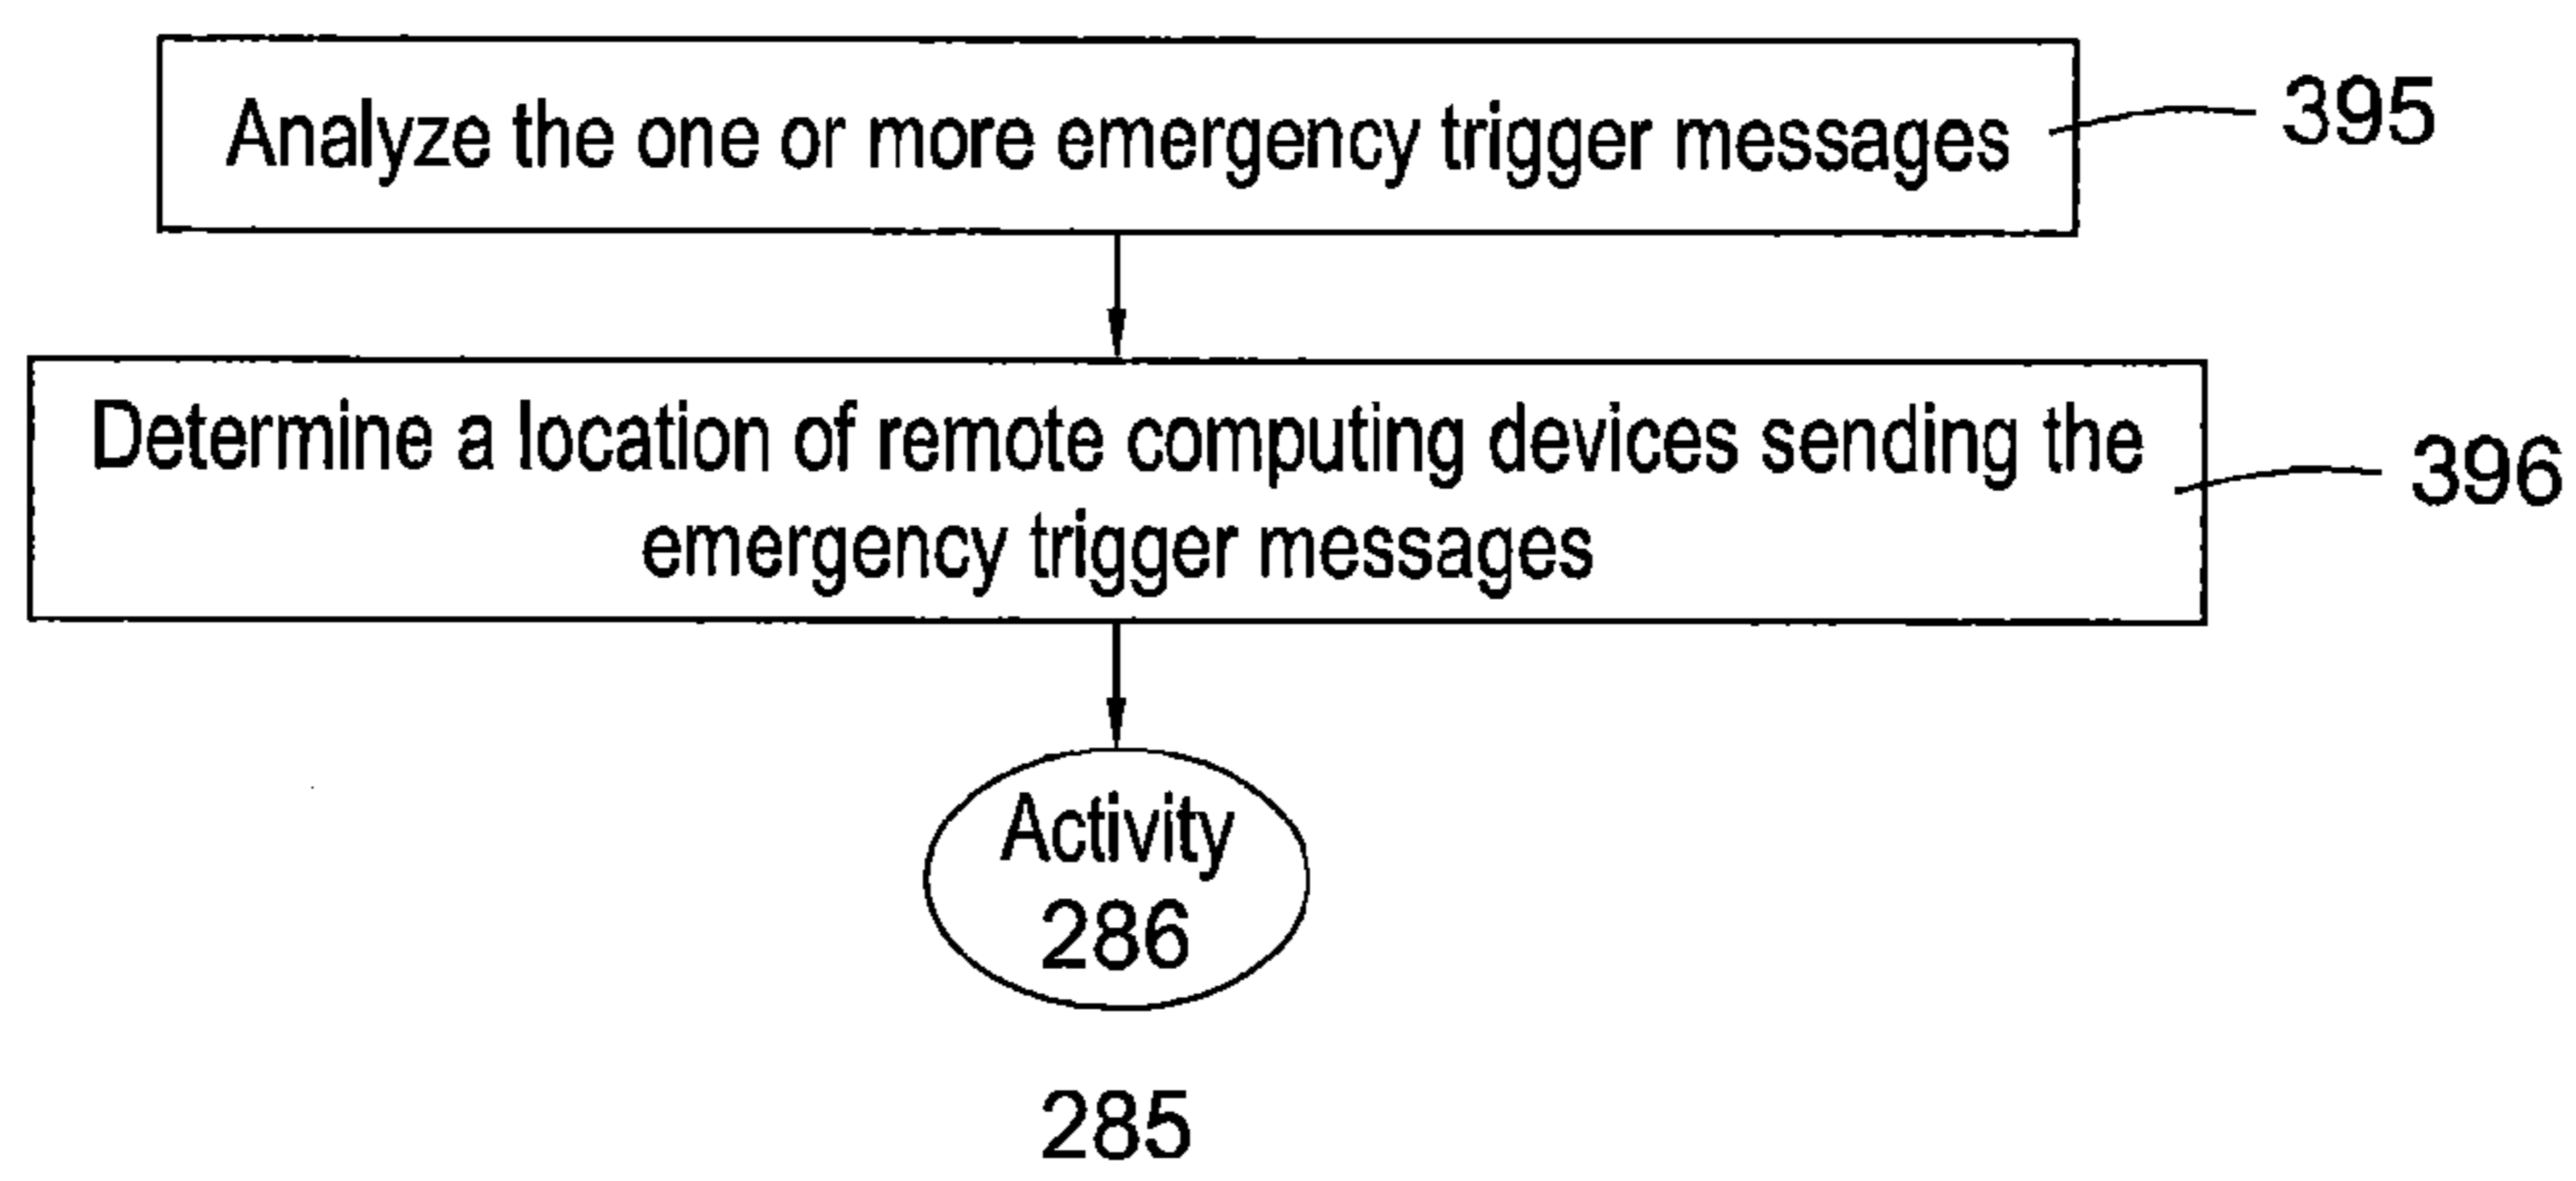 Analyze the one or more emergency trigger messages
395
Determine a location of remote computing devices sending the
emergency trigger messages
396
Activity
286
285